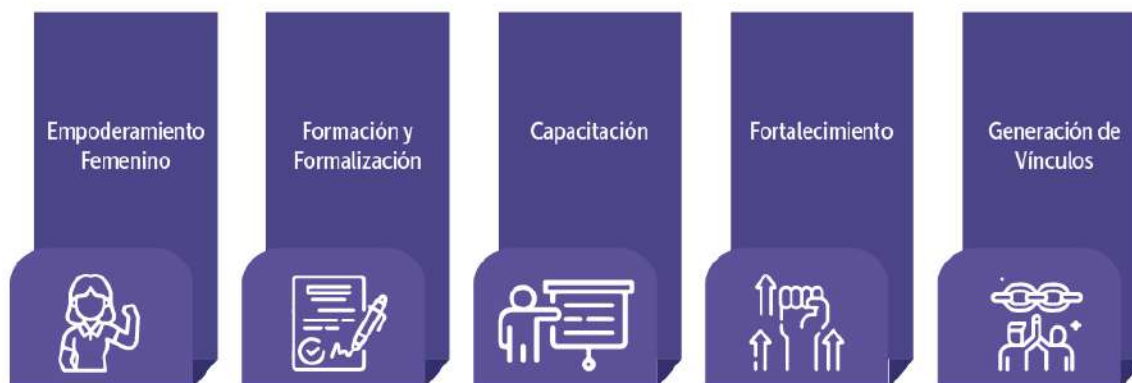 Empoderamiento
Femenino
Formación y
Formalización
Capacitación
Fortalecimiento
Generación de
Vínculos